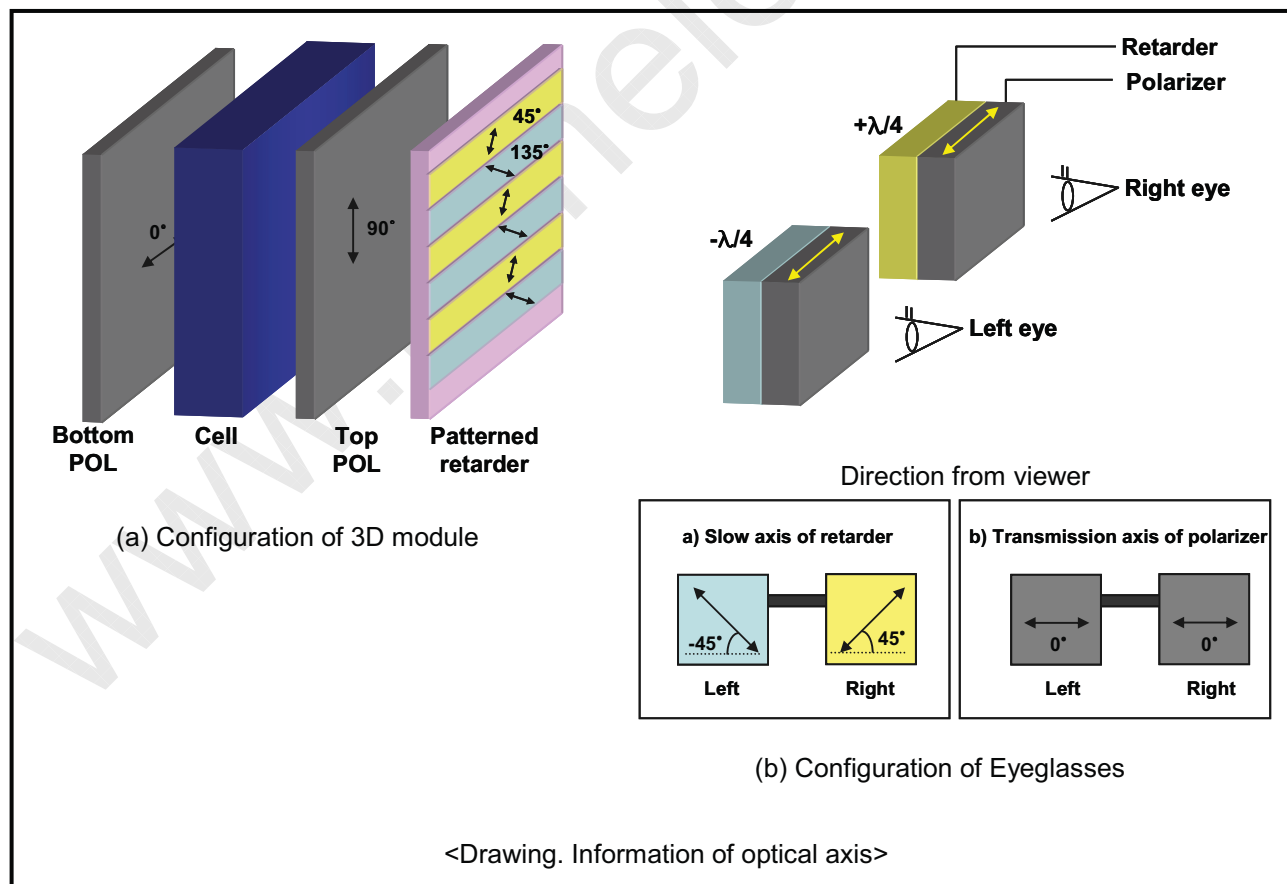 Retarder
Polarizer
45°
135°
+λ/4
0°
90°
Right eye
-λ/4
Left eye
Bottom
POL
Cell
Top
POL
Patterned
retarder
(a) Configuration of 3D module
Direction from viewer
a) Slow axis of retarder
-45°
45°
Left
Right
b) Transmission axis of polarizer
0°
0°
Left
Right
(b) Configuration of Eyeglasses
<Drawing. Information of optical axis>